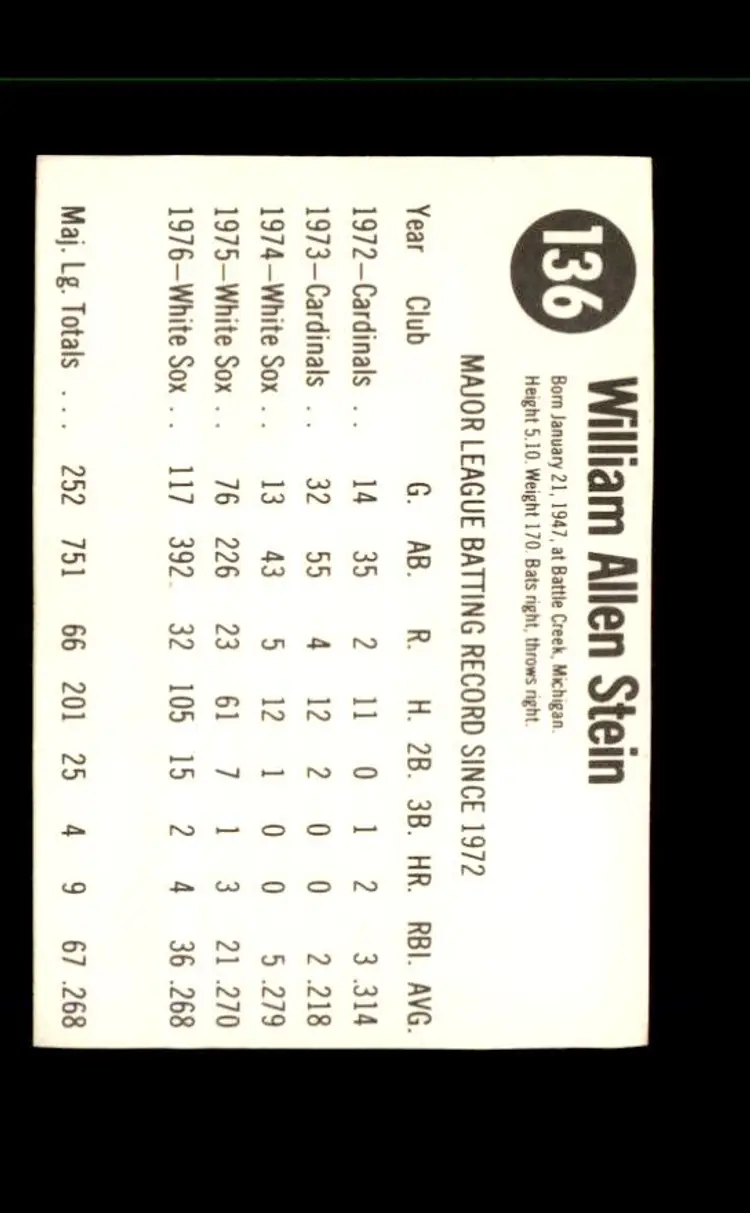 136
William Allen Stein
Born January 21, 1947, at Battle Creek, Michigan.
Height 5.10. Weight 170. Bats right, throws right.
MAJOR LEAGUE BATTING RECORD SINCE 1972
Year Club G. AB. R. H. 2B. 3B. HR. RBI. AVG.
1972—Cardinals . . 14 35 2 11 0 1 2 3 .314
1973—Cardinals . . 32 55 4 12 2 0 0 2 .218
1974—White Sox . . 13 43 5 12 1 0 0 5 .279
1975—White Sox . . 76 226 23 61 7 1 3 21 .270
1976—White Sox . . 117 392 32 105 15 2 4 36 .268
Maj. Lg. Totals . . . 252 751 66 201 25 4 9 67 .268